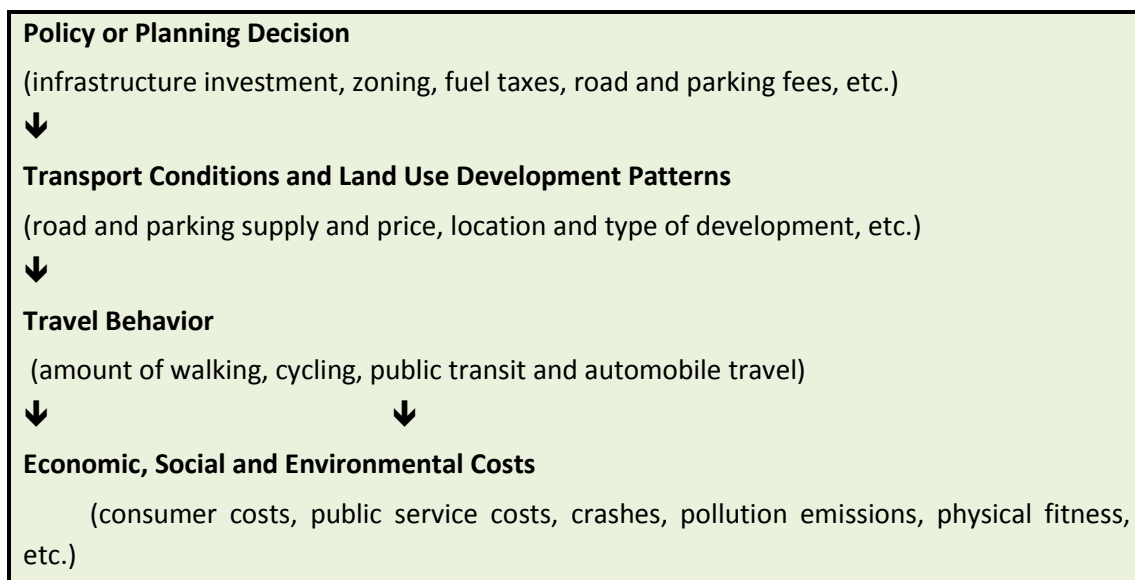 Policy or Planning Decision
(infrastructure investment, zoning, fuel taxes, road and parking fees, etc.)
🡻
Transport Conditions and Land Use Development Patterns
(road and parking supply and price, location and type of development, etc.)
🡻
Travel Behavior
(amount of walking, cycling, public transit and automobile travel)
🡻 🡻
Economic, Social and Environmental Costs
(consumer costs, public service costs, crashes, pollution emissions, physical fitness,
etc.)